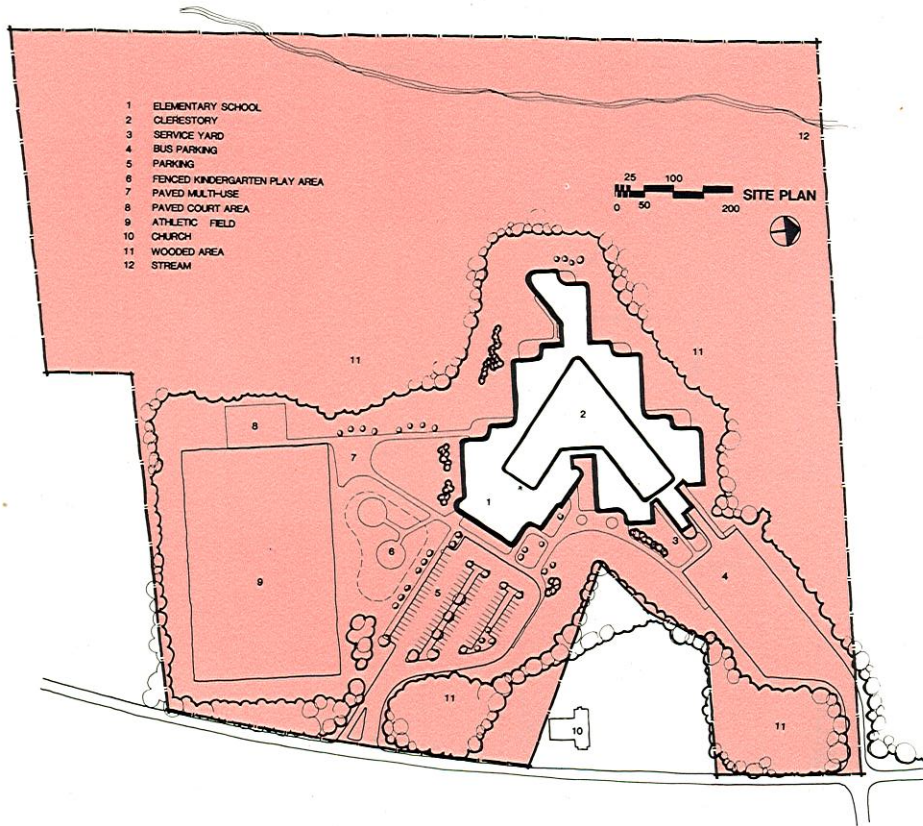 1 ELEMENTARY SCHOOL
2 CLERESTORY
3 SERVICE YARD
4 BUS PARKING
5 PARKING
6 FENCED KINDERGARTEN PLAY AREA
7 PAVED MULTI-USE
8 PAVED COURT AREA
9 ATHLETIC FIELD
10 CHURCH
11 WOODED AREA
12 STREAM
12
25 100
SITE PLAN
0 50 200
11
11
2
8
7
1
3
6
9
5
4
11
10
11